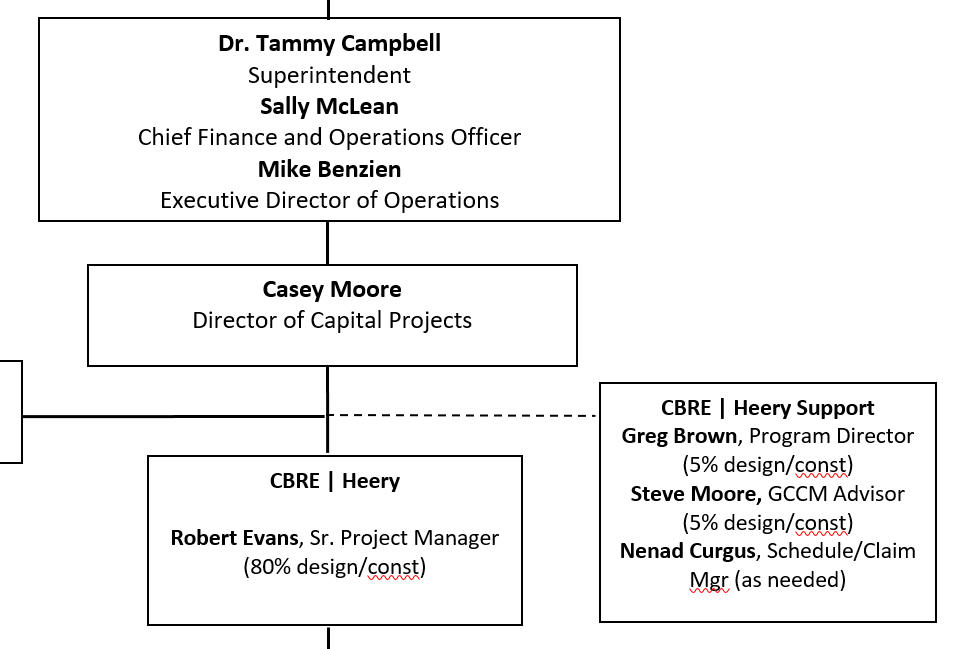 Dr. Tammy Campbell
Superintendent
Sally McLean
Chief Finance and Operations Officer
Mike Benzien
Executive Director of Operations
Casey Moore
Director of Capital Projects
CBRE | Heery Support
Greg Brown, Program Director
(5% design/const)
Steve Moore, GCCM Advisor
(5% design/const)
Nenad Curgus, Schedule/Claim
Mgr (as needed)
CBRE | Heery
Robert Evans, Sr. Project Manager
(80% design/const)